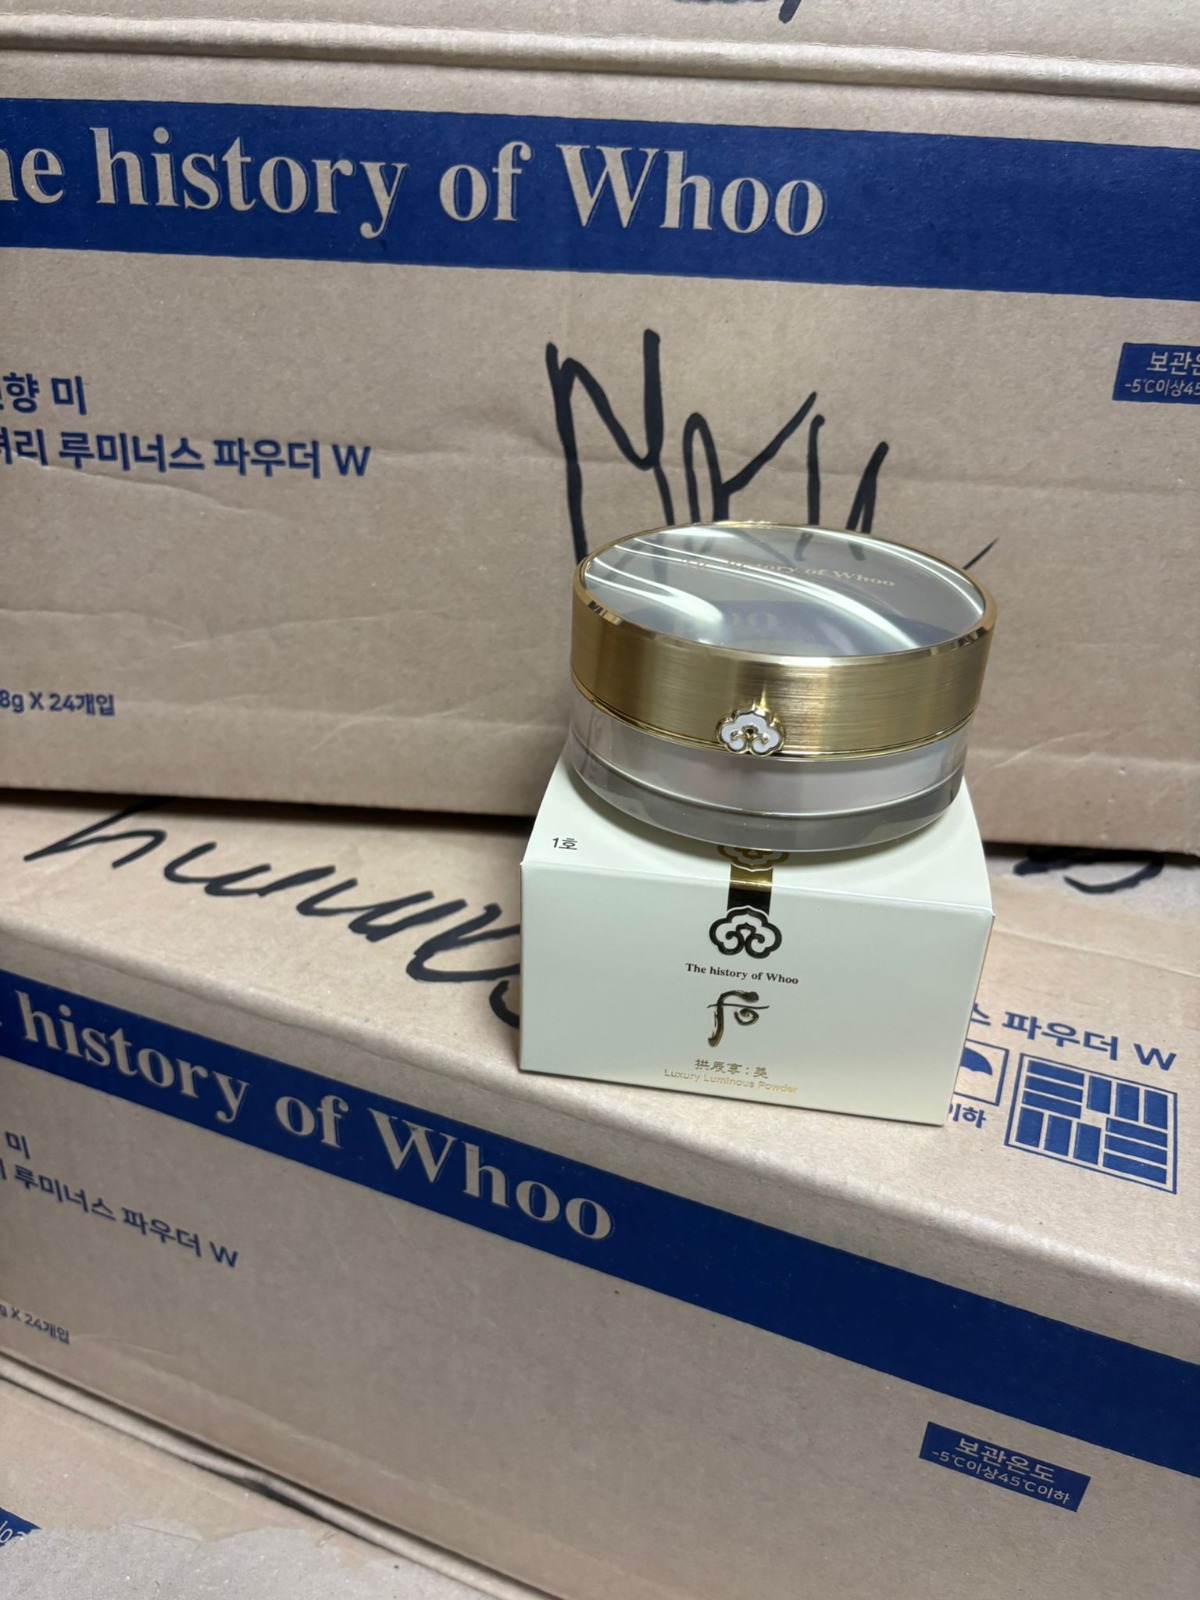 he history of Whoo
향 미
루미너스 파우더 W
8g X 24개입
보관온
-5℃이상45
The history of Whoo
1호
The history of Whoo
后
拱辰享 : 美
Luxury Luminous Powder
스 파우더 W
이하
history of Whoo
미
루미너스 파우더 W
g X 24개입
보관온도
-5℃이상45℃이하